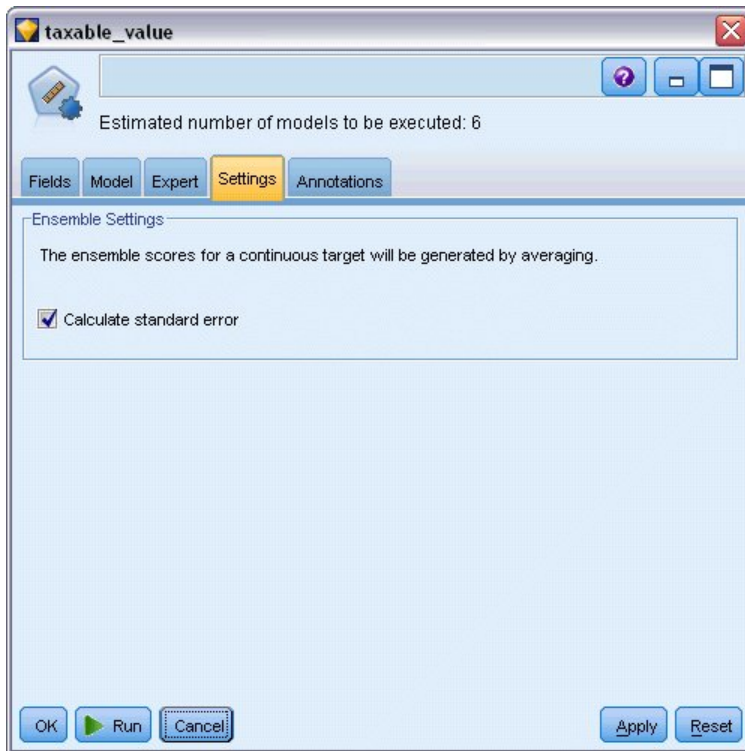 taxable_value
Estimated number of models to be executed: 6
Fields Model Expert Settings Annotations
Ensemble Settings
The ensemble scores for a continuous target will be generated by averaging.
Calculate standard error
OK Run Cancel Apply Reset